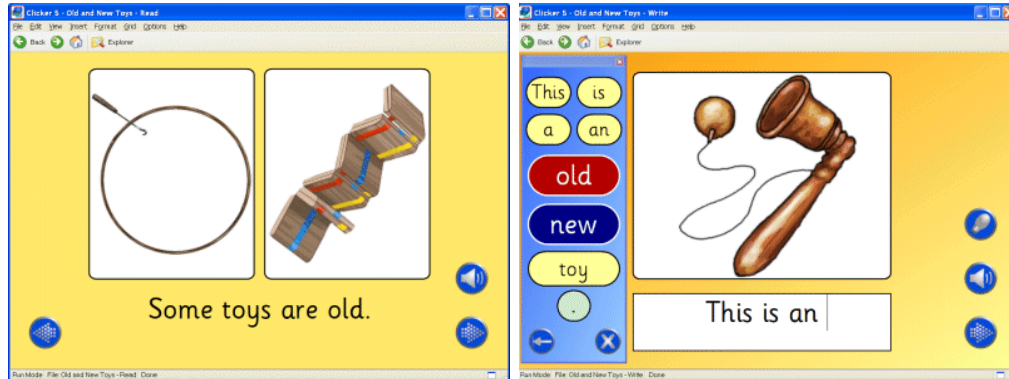 Clicker 5 - Old and New Toys - Read
File Edit View Insert Format Grid Options Help
Back Explorer
Some toys are old.
Run Mode File: Old and New Toys - Read Done
Clicker 5 - Old and New Toys - Write
File Edit View Insert Format Grid Options Help
Back Explorer
This is
a an
old
new
toy
.
This is an
Run Mode File: Old and New Toys - Write Done